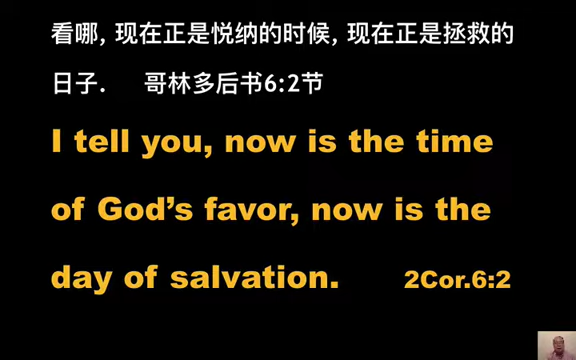 看哪, 现在正是悦纳的时候, 现在正是拯救的
日子. 哥林多后书6:2节
I tell you, now is the time
of God’s favor, now is the
day of salvation. 2Cor.6:2